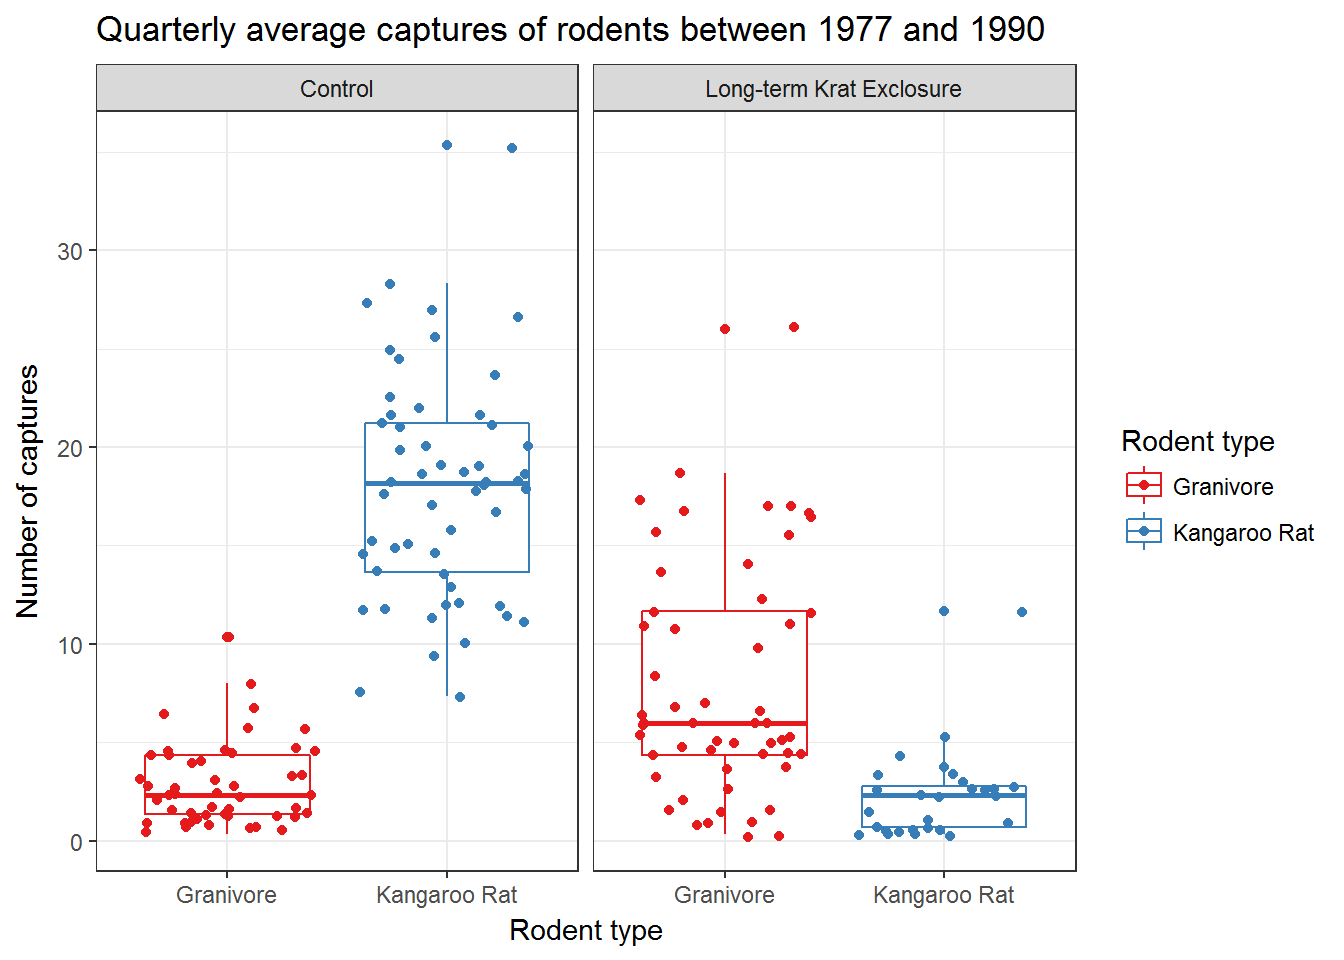 Quarterly average captures of rodents between 1977 and 1990
Control
Long-term Krat Exclosure
Number of captures
30
20
10
0
Granivore
Kangaroo Rat
Granivore
Kangaroo Rat
Rodent type
Rodent type
Granivore
Kangaroo Rat